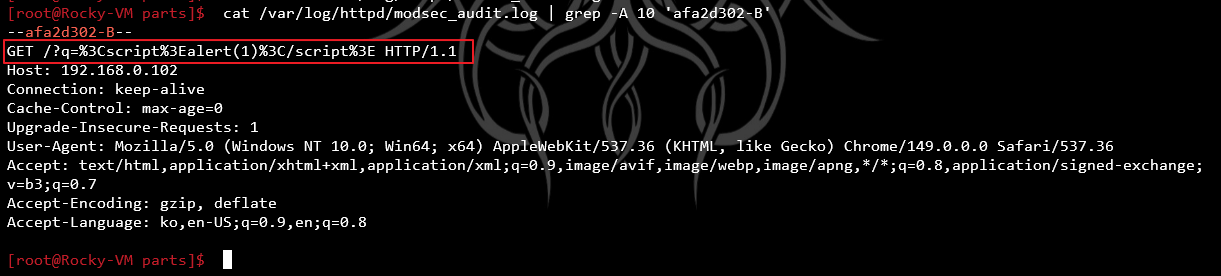 [root@Rocky-VM parts]$  cat /var/log/httpd/modsec_audit.log | grep -A 10 'afa2d302-B'
--afa2d302-B--
GET /?q=%3Cscript%3Ealert(1)%3C/script%3E HTTP/1.1
Host: 192.168.0.102
Connection: keep-alive
Cache-Control: max-age=0
Upgrade-Insecure-Requests: 1
User-Agent: Mozilla/5.0 (Windows NT 10.0; Win64; x64) AppleWebKit/537.36 (KHTML, like Gecko) Chrome/149.0.0.0 Safari/537.36
Accept: text/html,application/xhtml+xml,application/xml;q=0.9,image/avif,image/webp,image/apng,*/*;q=0.8,application/signed-exchange;
v=b3;q=0.7
Accept-Encoding: gzip, deflate
Accept-Language: ko,en-US;q=0.9,en;q=0.8
[root@Rocky-VM parts]$